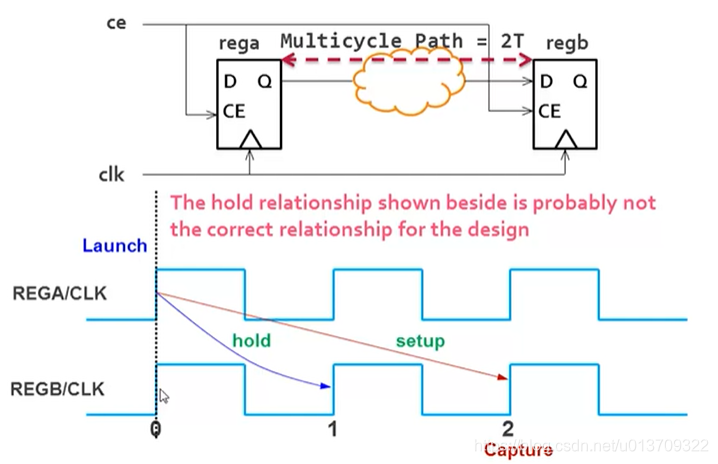 ce
rega Multicycle Path = 2T regb
D Q D Q
CE CE
clk
The hold relationship shown beside is probably not
the correct relationship for the design
Launch
REGA/CLK
hold setup
REGB/CLK
0 1 2
Capture
https://blog.csdn.net/u013709322